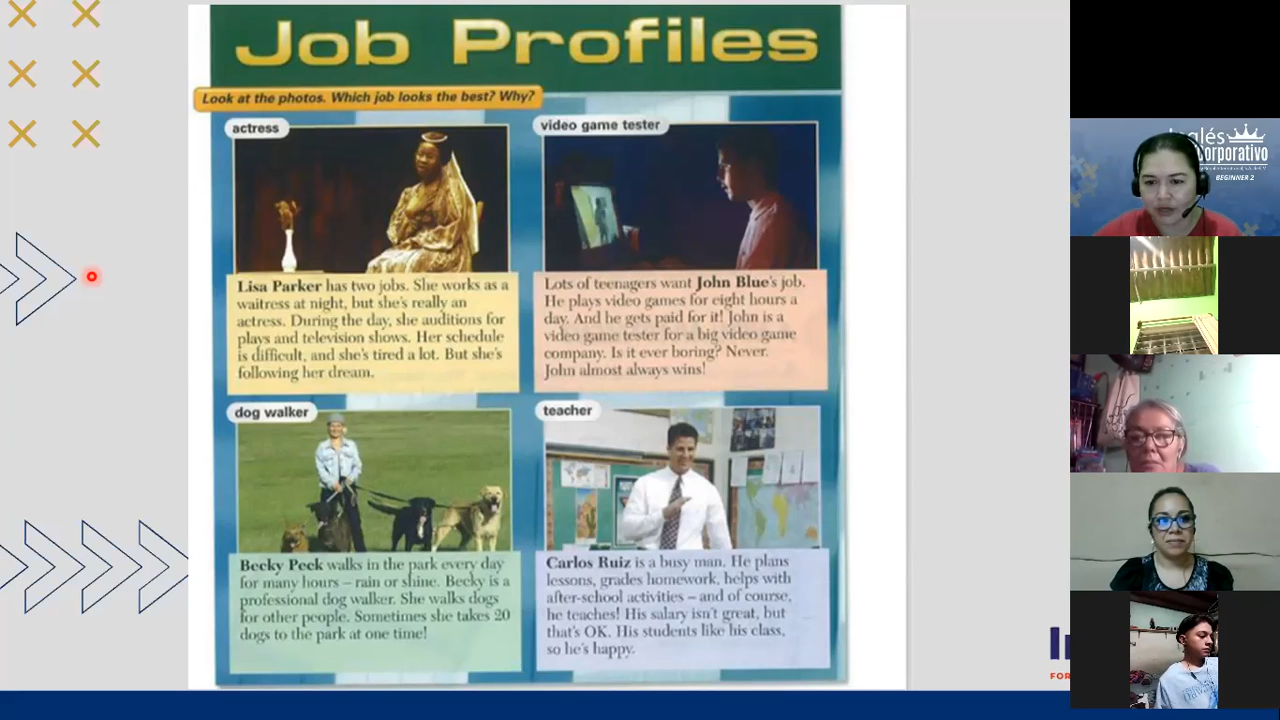 Job Profiles
Look at the photos. Which job looks the best? Why?
actress
Lisa Parker has two jobs. She works as a
waitress at night, but she's really an
actress. During the day, she auditions for
plays and television shows. Her schedule
is difficult, and she's tired a lot. But she's
following her dream.
video game tester
Lots of teenagers want John Blue's job.
He plays video games for eight hours a
day. And he gets paid for it! John is a
video game tester for a big video game
company. Is it ever boring? Never.
John almost always wins!
dog walker
Becky Peck walks in the park every day
for many hours – rain or shine. Becky is a
professional dog walker. She walks dogs
for other people. Sometimes she takes 20
dogs to the park at one time!
teacher
Carlos Ruiz is a busy man. He plans
lessons, grades homework, helps with
after-school activities – and of course,
he teaches! His salary isn't great, but
that's OK. His students like his class,
so he's happy.
Inglés
Corporativo
BEGINNER 2
FOR